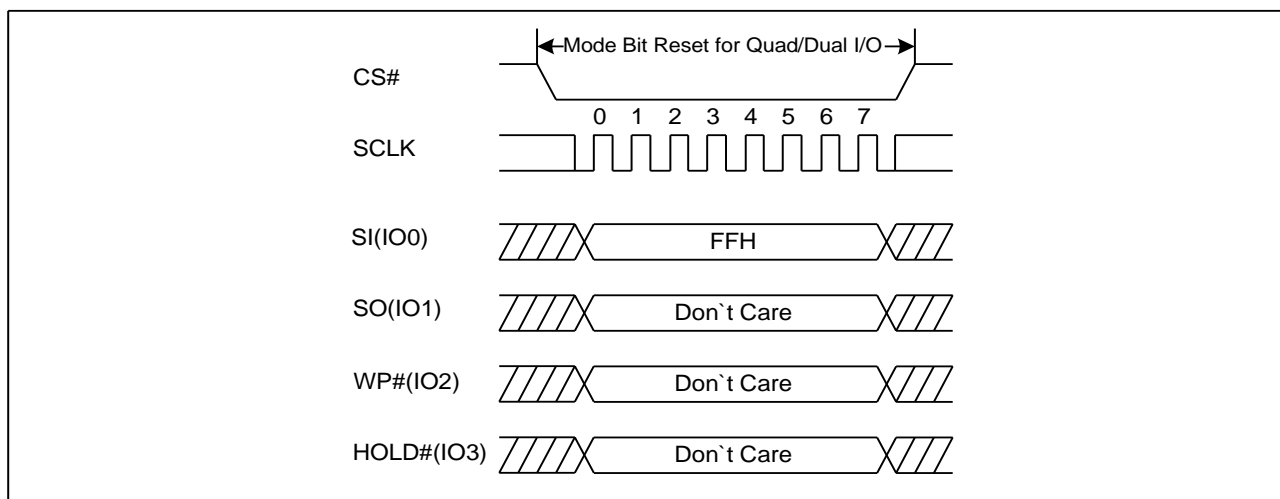 Mode Bit Reset for Quad/Dual I/O
CS#
0 1 2 3 4 5 6 7
SCLK
SI(IO0) FFH
SO(IO1) Don`t Care
WP#(IO2) Don`t Care
HOLD#(IO3) Don`t Care